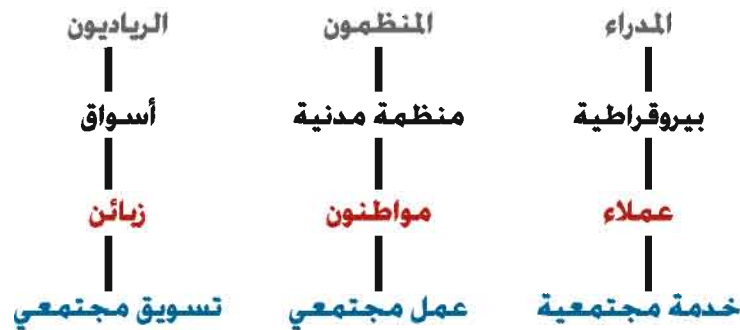 المدراء المنظمون الرياديون
بيروقراطية منظمة مدنية أسواق
عملاء مواطنون زبائن
خدمة مجتمعية عمل مجتمعي تسويق مجتمعي